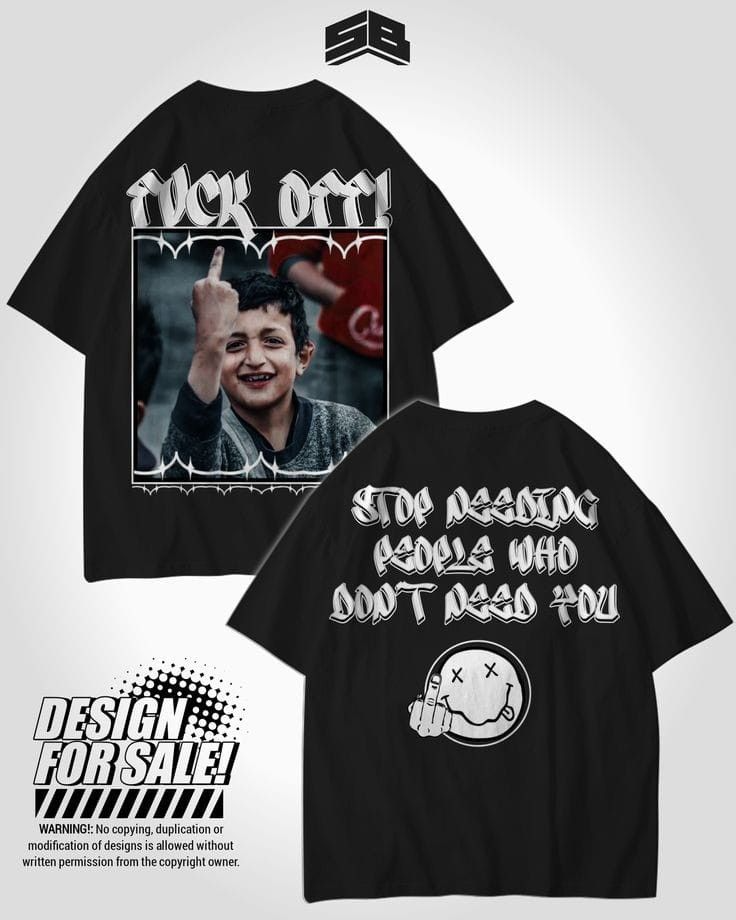 SB
FUCK OFF!
STOP NEEDING
PEOPLE WHO
DON'T NEED YOU
DESIGN
FOR SALE!
WARNING!: No copying, duplication or
modification of designs is allowed without
written permission from the copyright owner.